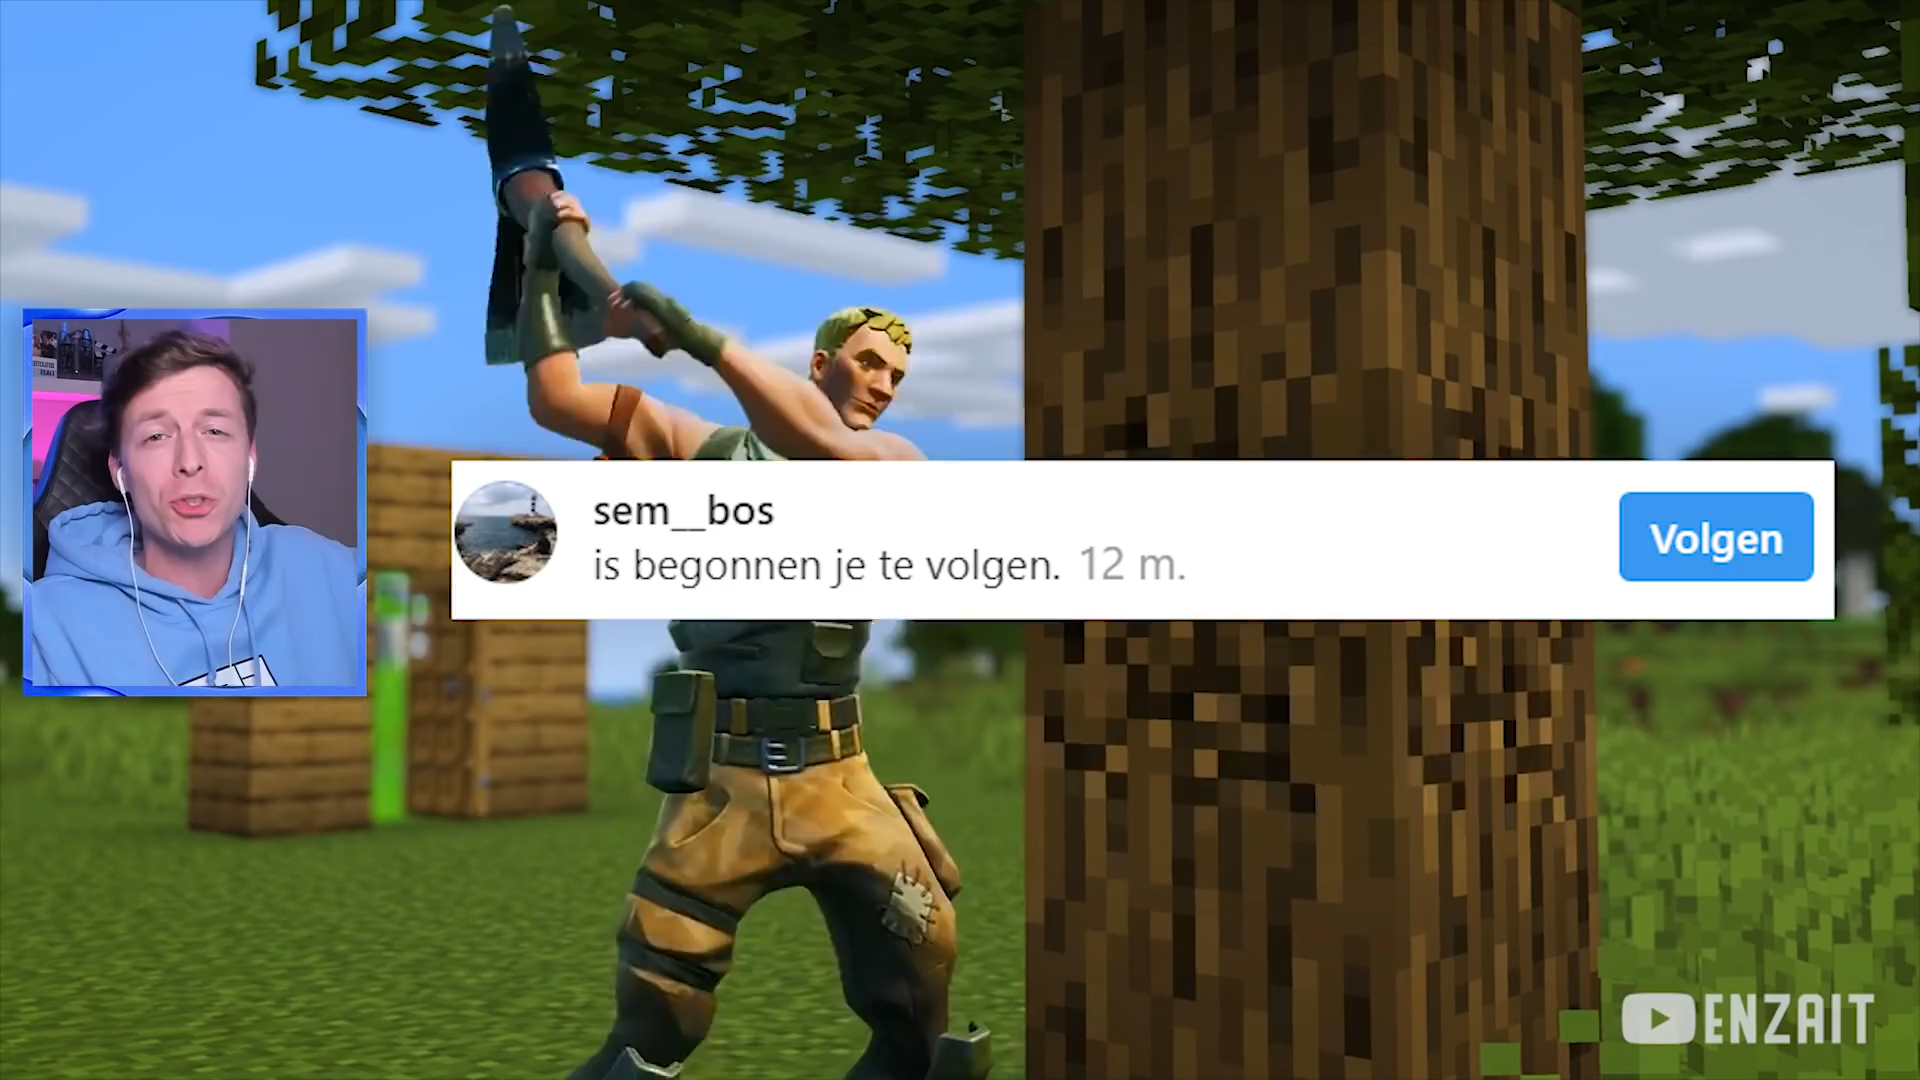 sem__bos
is begonnen je te volgen. 12 m.
Volgen
ENZAIT